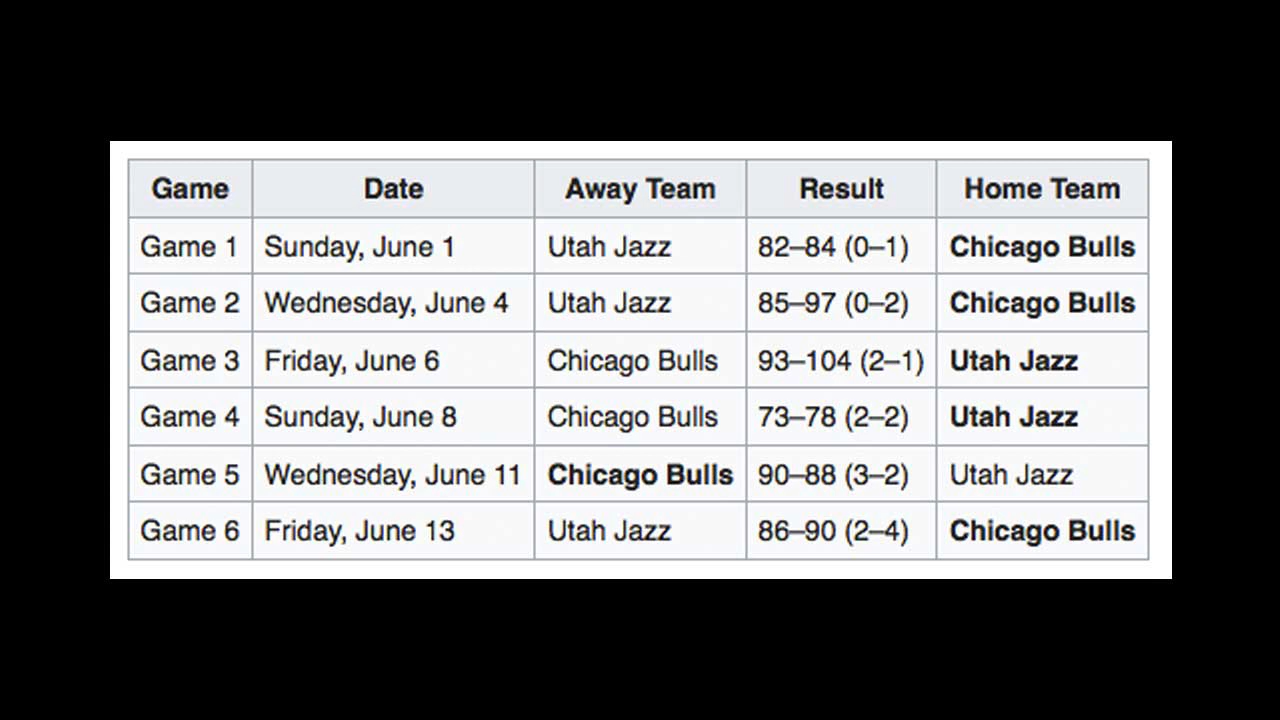 Game Date Away Team Result Home Team
Game 1 Sunday, June 1 Utah Jazz 82–84 (0–1) Chicago Bulls
Game 2 Wednesday, June 4 Utah Jazz 85–97 (0–2) Chicago Bulls
Game 3 Friday, June 6 Chicago Bulls 93–104 (2–1) Utah Jazz
Game 4 Sunday, June 8 Chicago Bulls 73–78 (2–2) Utah Jazz
Game 5 Wednesday, June 11 Chicago Bulls 90–88 (3–2) Utah Jazz
Game 6 Friday, June 13 Utah Jazz 86–90 (2–4) Chicago Bulls